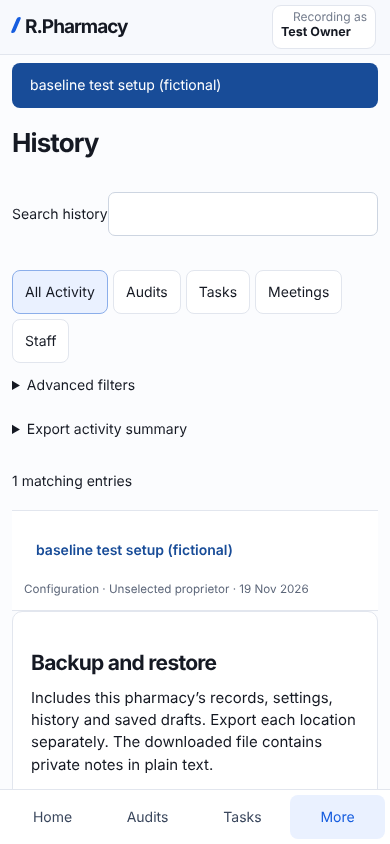 R.Pharmacy
Recording as
Test Owner
baseline test setup (fictional)
History
Search history
All Activity
Audits
Tasks
Meetings
Staff
Advanced filters
Export activity summary
1 matching entries
baseline test setup (fictional)
Configuration · Unselected proprietor · 19 Nov 2026
Backup and restore
Includes this pharmacy’s records, settings,
history and saved drafts. Export each location
separately. The downloaded file contains
private notes in plain text.
Home
Audits
Tasks
More